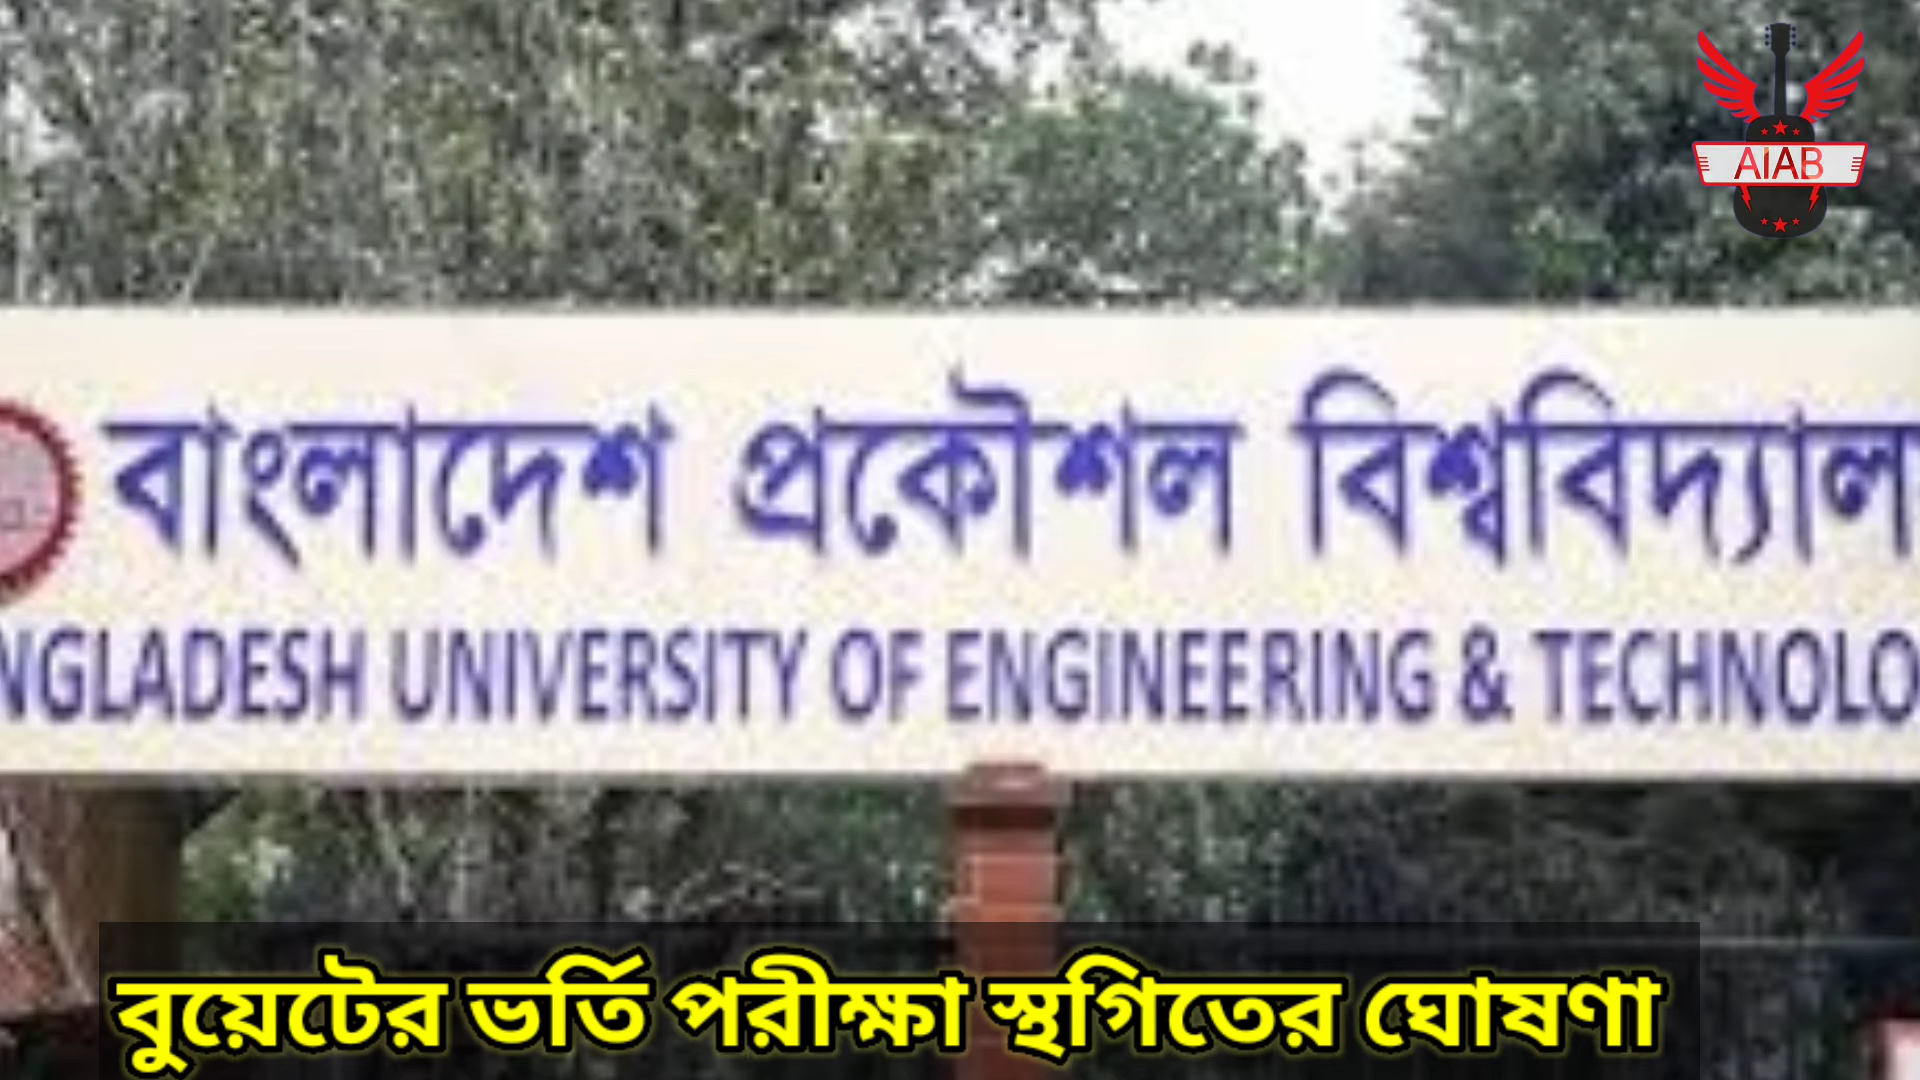 AIAB
বাংলাদেশ প্রকৌশল বিশ্ববিদ্যাল
NGLADESH UNIVERSITY OF ENGINEERING & TECHNOLO
বুয়েটের ভর্তি পরীক্ষা স্থগিতের ঘোষণা